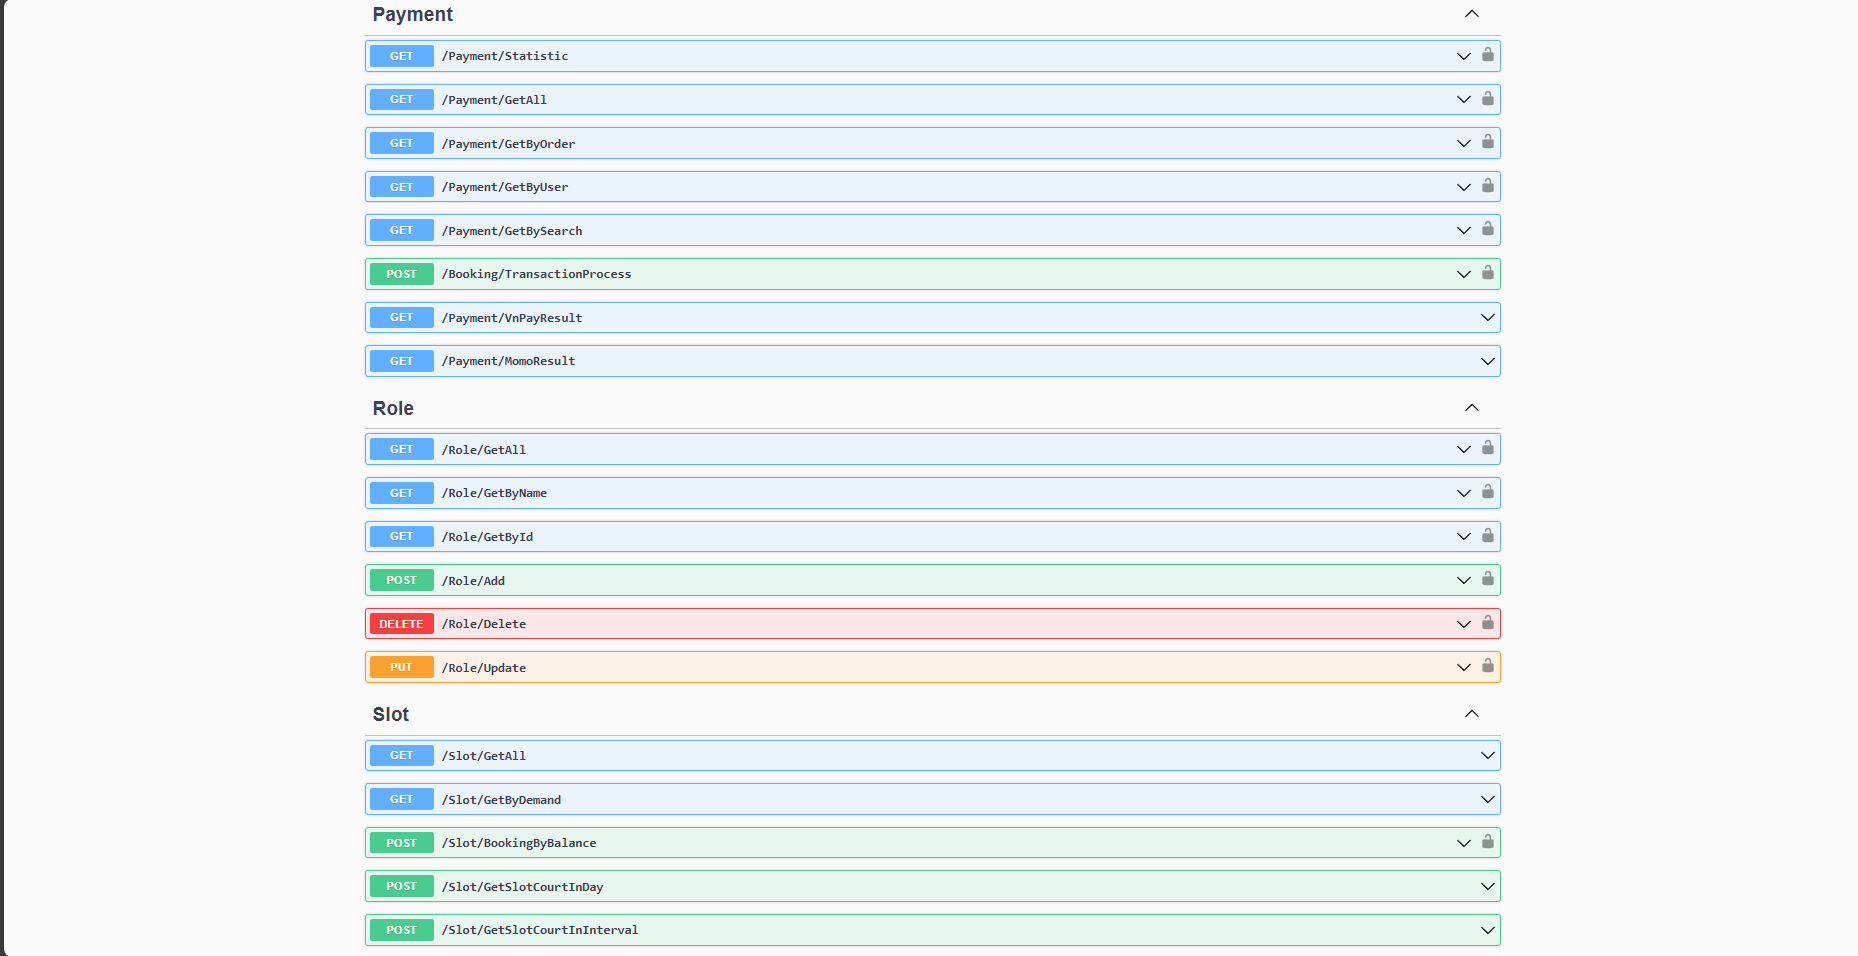 Payment
GET /Payment/Statistic
GET /Payment/GetAll
GET /Payment/GetByOrder
GET /Payment/GetByUser
GET /Payment/GetBySearch
POST /Booking/TransactionProcess
GET /Payment/VnPayResult
GET /Payment/MomoResult
Role
GET /Role/GetAll
GET /Role/GetByName
GET /Role/GetById
POST /Role/Add
DELETE /Role/Delete
PUT /Role/Update
Slot
GET /Slot/GetAll
GET /Slot/GetByDemand
POST /Slot/BookingByBalance
POST /Slot/GetSlotCourtInDay
POST /Slot/GetSlotCourtInInterval